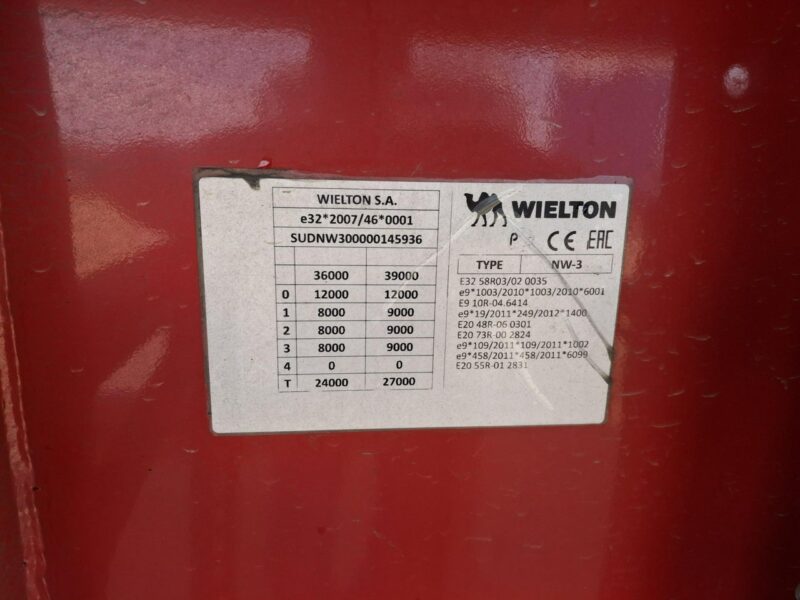 WIELTON S.A.
e32*2007/46*0001
SUDNW300000145936
36000 39000
0 12000 12000
1 8000 9000
2 8000 9000
3 8000 9000
4 0 0
T 24000 27000
WIELTON
P CE EAC
TYPE NW-3
E32 58R03/02 0035
e9*1003/2010*1003/2010*6001
E9 10R-04.6414
e9*19/2011*249/2012*1400
E20 48R-06 0301
E20 73R-00 2824
e9*109/2011*109/2011*1002
e9*458/2011*458/2011*6099
E20 55R-01 2831